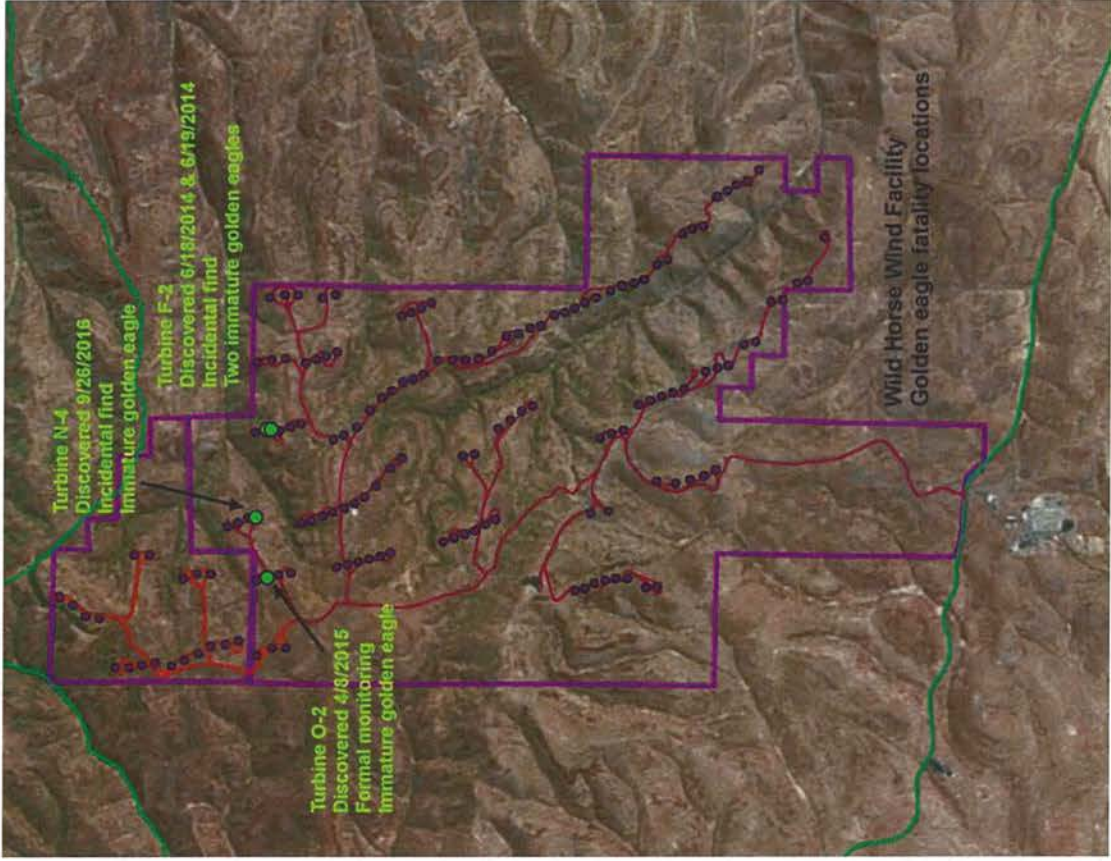 Turbine N-4
Discovered 9/26/2016
Incidental find
Immature golden eagle
Turbine F-2
Discovered 6/18/2014 & 6/19/2014
Incidental find
Two immature golden eagles
Turbine O-2
Discovered 4/8/2015
Formal monitoring
Immature golden eagle
Wild Horse Wind Facility
Golden eagle fatality locations